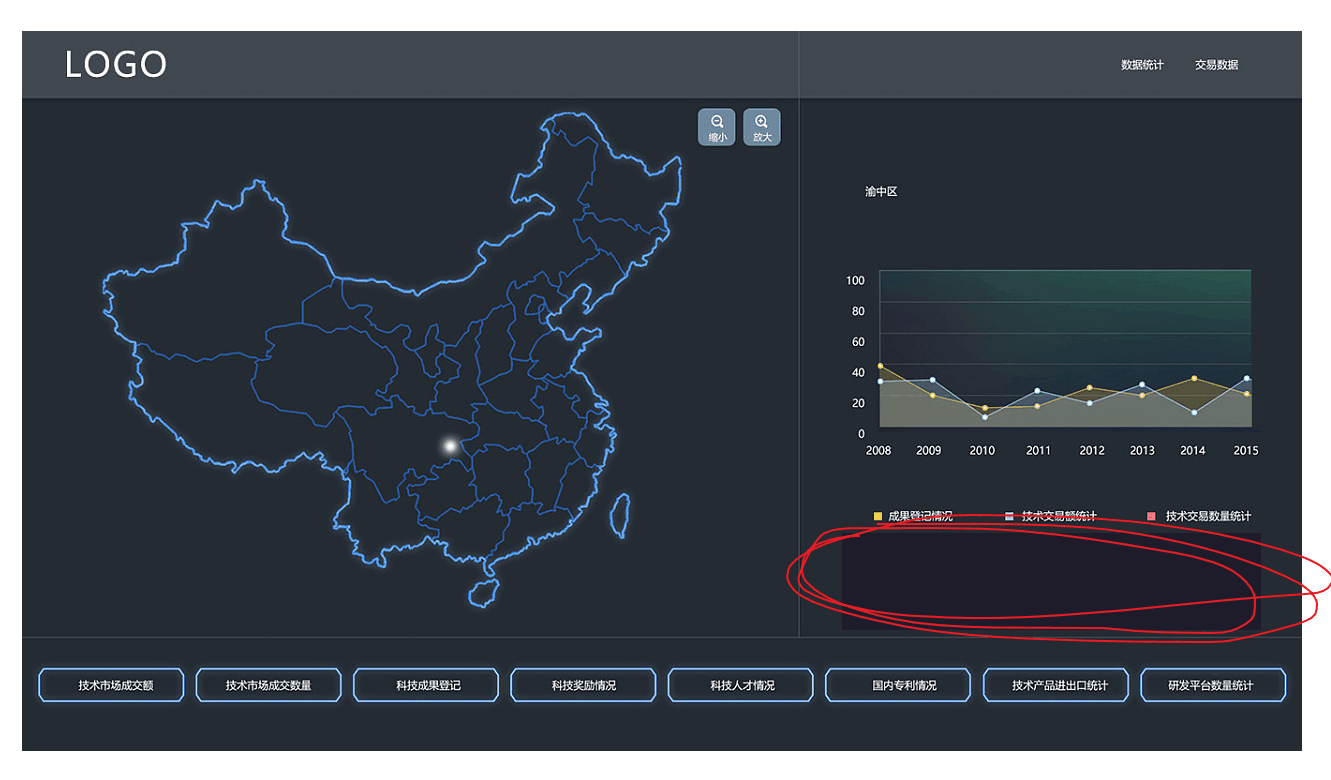 LOGO
数据统计 交易数据
缩小 放大
渝中区
100
80
60
40
20
0
2008 2009 2010 2011 2012 2013 2014 2015
成果登记情况 技术交易额统计 技术交易数量统计
技术市场成交额 技术市场成交数量 科技成果登记 科技奖励情况 科技人才情况 国内专利情况 技术产品进出口统计 研发平台数量统计